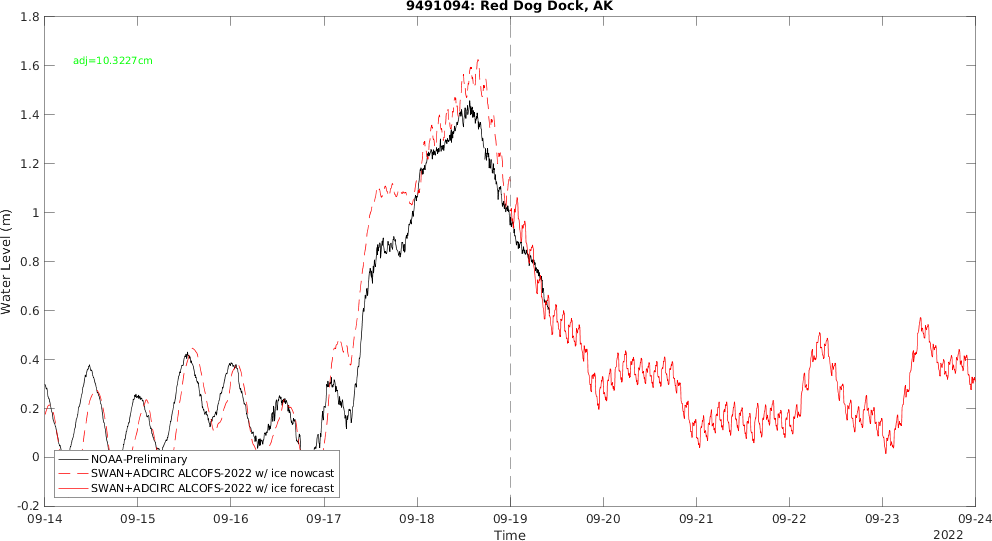 9491094: Red Dog Dock, AK
adj=10.3227cm
Water Level (m)
1.8
1.6
1.4
1.2
1
0.8
0.6
0.4
0.2
0
-0.2
NOAA-Preliminary
SWAN+ADCIRC ALCOFS-2022 w/ ice nowcast
SWAN+ADCIRC ALCOFS-2022 w/ ice forecast
09-14 09-15 09-16 09-17 09-18 09-19 09-20 09-21 09-22 09-23 09-24
Time
2022